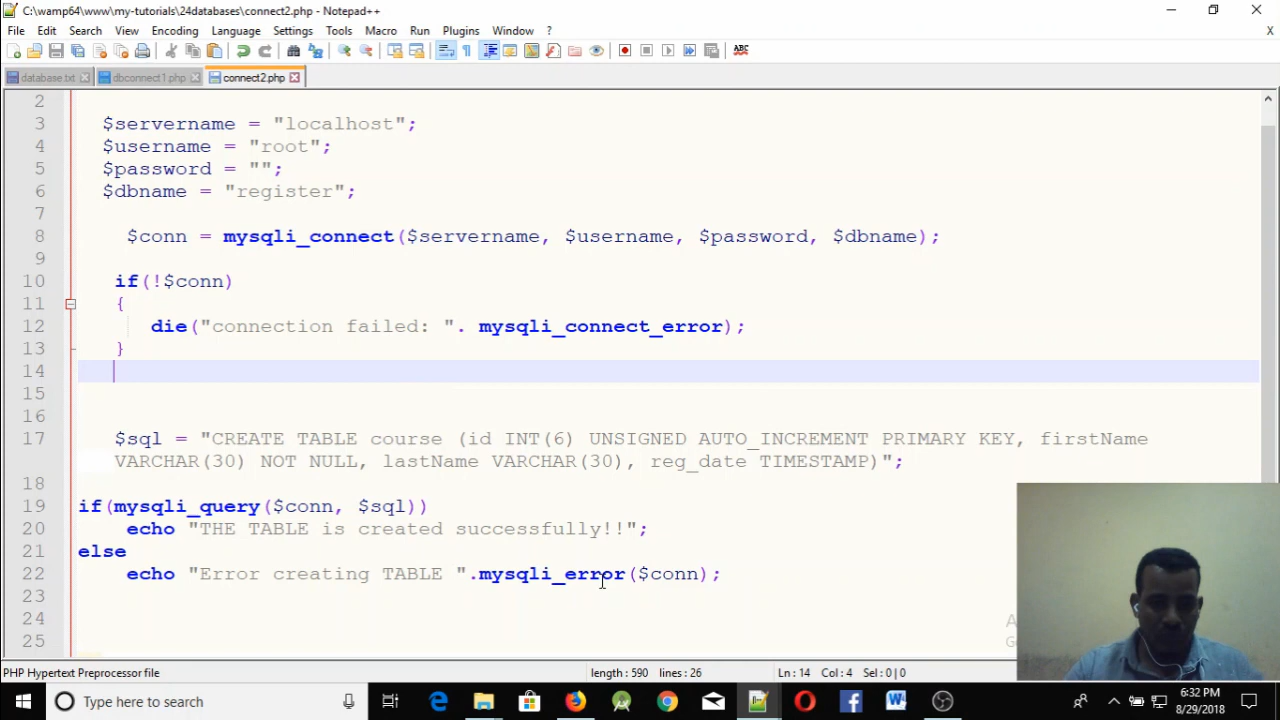 C:\wamp64\www\my-tutorials\24databases\connect2.php - Notepad++
File Edit Search View Encoding Language Settings Tools Macro Run Plugins Window ? X
ABC
database.txt dbconnect1.php connect2.php
2
3 $servername = "localhost";
4 $username = "root";
5 $password = "";
6 $dbname = "register";
7
8 $conn = mysqli_connect($servername, $username, $password, $dbname);
9
10 if(!$conn)
11 {
12 die("connection failed: ". mysqli_connect_error);
13 }
14
15
16
17 $sql = "CREATE TABLE course (id INT(6) UNSIGNED AUTO_INCREMENT PRIMARY KEY, firstName
VARCHAR(30) NOT NULL, lastName VARCHAR(30), reg_date TIMESTAMP)";
18
19 if(mysqli_query($conn, $sql))
20 echo "THE TABLE is created successfully!!";
21 else
22 echo "Error creating TABLE ".mysqli_error($conn);
23
24
25
PHP Hypertext Preprocessor file length : 590 lines : 26 Ln : 14 Col : 4 Sel : 0 | 0
Type here to search
6:32 PM
8/29/2018